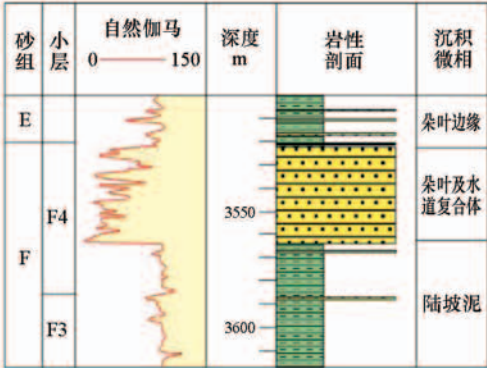 砂组
小层
自然伽马
0 150
深度
m
岩性
剖面
沉积
微相
E
朵叶边缘
F
F4
3550
朵叶及水
道复合体
F3
3600
陆坡泥